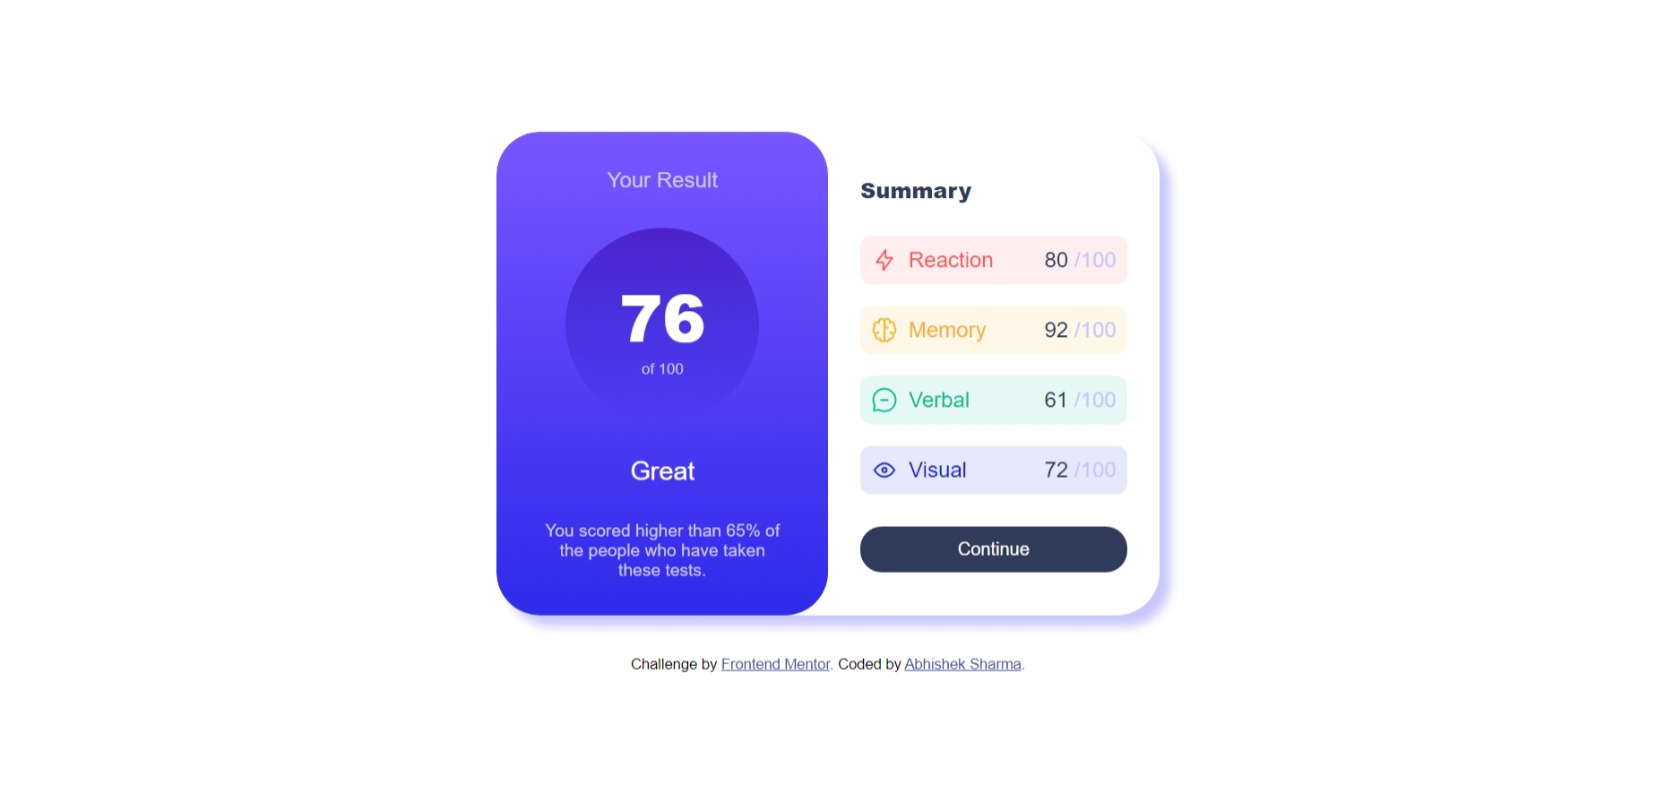 Your Result
76
of 100
Great
You scored higher than 65% of
the people who have taken
these tests.
Summary
Reaction 80 /100
Memory 92 /100
Verbal 61 /100
Visual 72 /100
Continue
Challenge by Frontend Mentor. Coded by Abhishek Sharma.